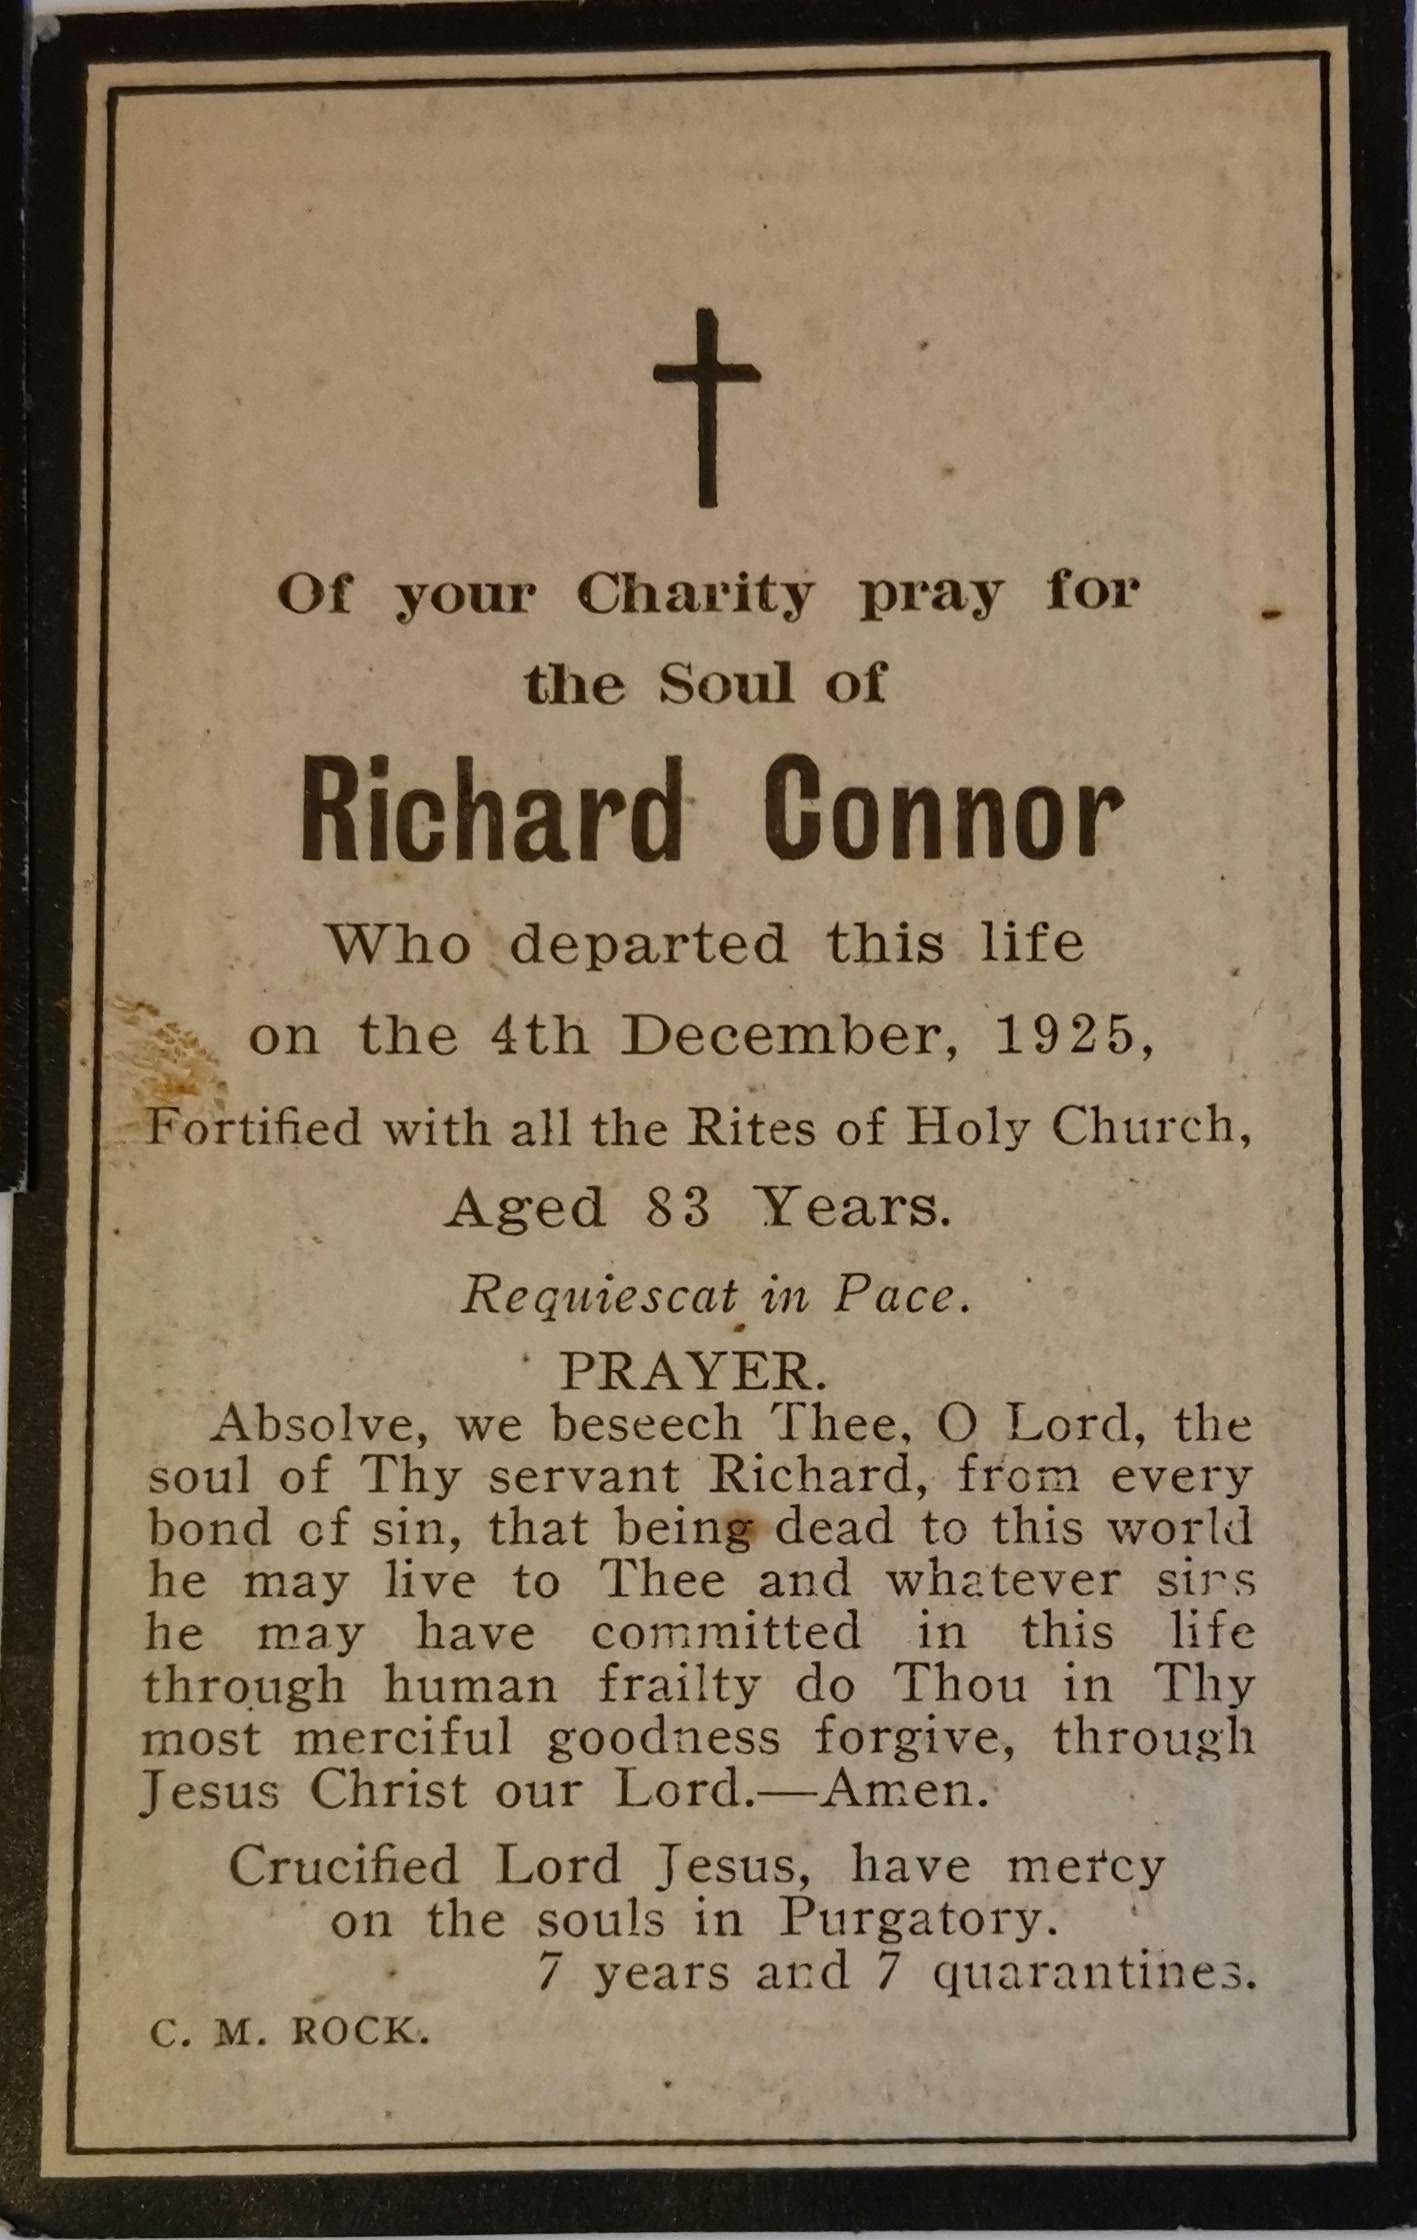 Of your Charity pray for
the Soul of
Richard Connor
Who departed this life
on the 4th December, 1925,
Fortified with all the Rites of Holy Church,
Aged 83 Years.
Requiescat in Pace.
PRAYER.
Absolve, we beseech Thee, O Lord, the
soul of Thy servant Richard, from every
bond of sin, that being dead to this world
he may live to Thee and whatever sins
he may have committed in this life
through human frailty do Thou in Thy
most merciful goodness forgive, through
Jesus Christ our Lord.—Amen.
Crucified Lord Jesus, have mercy
on the souls in Purgatory.
7 years and 7 quarantines.
C. M. ROCK.